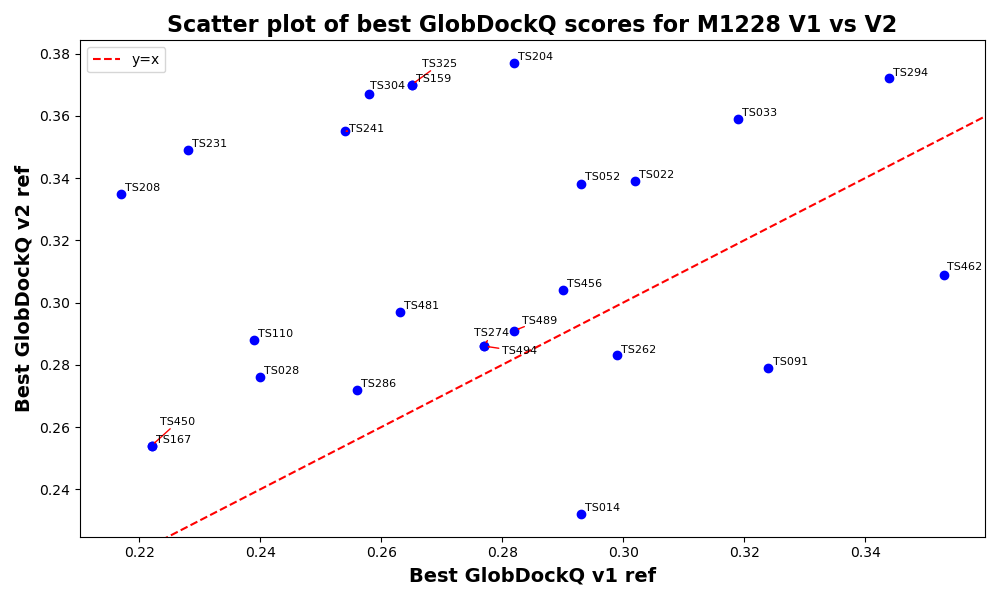 Scatter plot of best GlobDockQ scores for M1228 V1 vs V2
y=x
Best GlobDockQ v2 ref
0.38
0.36
0.34
0.32
0.30
0.28
0.26
0.24
TS325
TS204
TS304
TS159
TS294
TS033
TS241
TS231
TS208
TS052
TS022
TS462
TS456
TS481
TS489
TS110
TS274
TS494
TS262
TS091
TS028
TS286
TS450
TS167
TS014
0.22
0.24
0.26
0.28
0.30
0.32
0.34
Best GlobDockQ v1 ref